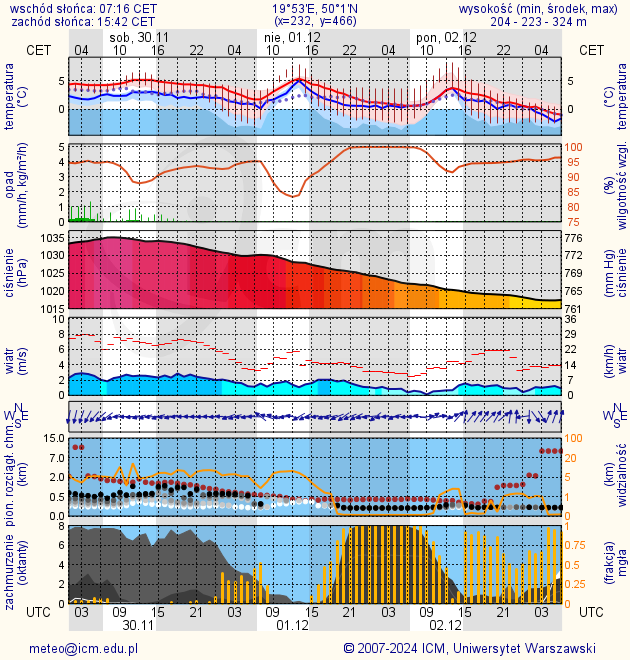 wschód słońca: 07:16 CET
19°53'E, 50°1'N
wysokość (min, środek, max)
zachód słońca: 15:42 CET
(x=232, y=466)
204 - 223 - 324 m
sob, 30.11
nie, 01.12
pon, 02.12
CET
04 10 16 22 04 10 16 22 04 10 16 22 04
CET
temperatura
(°C)
5
0
5
0
(°C)
temperatura
opad
(mm/h, kg/m²/h)
5
4
3
2
1
0
100
95
90
85
80
75
(%)
wilgotność wzgl.
ciśnienie
(hPa)
1035
1030
1025
1020
1015
776
772
769
765
761
(mm Hg)
ciśnienie
wiatr
(m/s)
10
8
6
4
2
0
36
29
22
14
7
0
(km/h)
wiatr
N
W E
S
N
W E
S
pion. rozciągł. chm.
(km)
15.0
7.0
2.0
0.5
0.0
100
20
5
1
0
(km)
widzialność
zachmurzenie
(oktanty)
8
6
4
2
0
1
0.75
0.5
0.25
0
(frakcja)
mgła
UTC
03 09 15 21 03 09 15 21 03 09 15 21 03
UTC
30.11
01.12
02.12
meteo@icm.edu.pl
© 2007-2024 ICM, Uniwersytet Warszawski